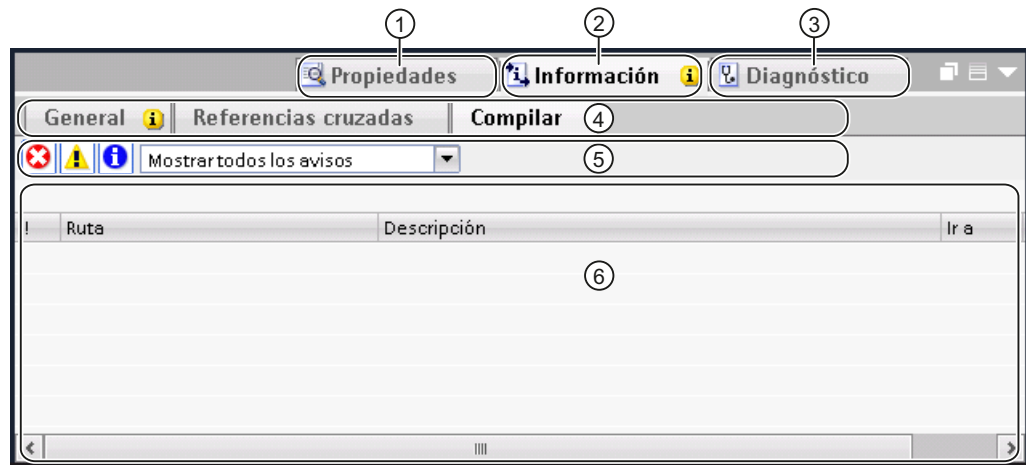 1 2 3
Propiedades Información Diagnóstico
General Referencias cruzadas Compilar 4
Mostrar todos los avisos 5
! Ruta Descripción Ir a
6